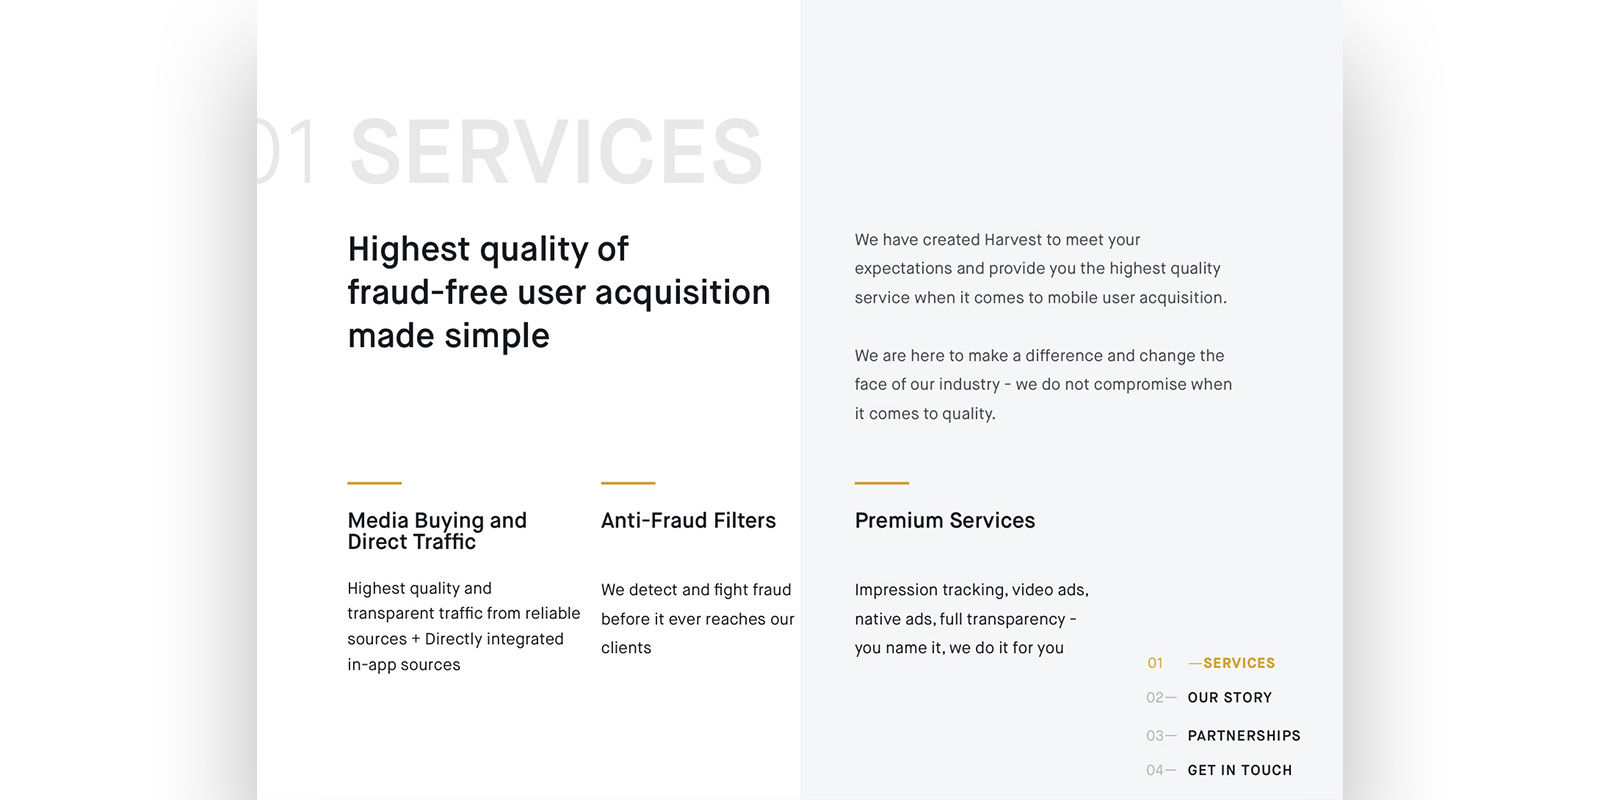 01 SERVICES
Highest quality of
fraud-free user acquisition
made simple
We have created Harvest to meet your
expectations and provide you the highest quality
service when it comes to mobile user acquisition.
We are here to make a difference and change the
face of our industry - we do not compromise when
it comes to quality.
Media Buying and
Direct Traffic
Highest quality and
transparent traffic from reliable
sources + Directly integrated
in-app sources
Anti-Fraud Filters
We detect and fight fraud
before it ever reaches our
clients
Premium Services
Impression tracking, video ads,
native ads, full transparency -
you name it, we do it for you
01 —SERVICES
02— OUR STORY
03— PARTNERSHIPS
04— GET IN TOUCH